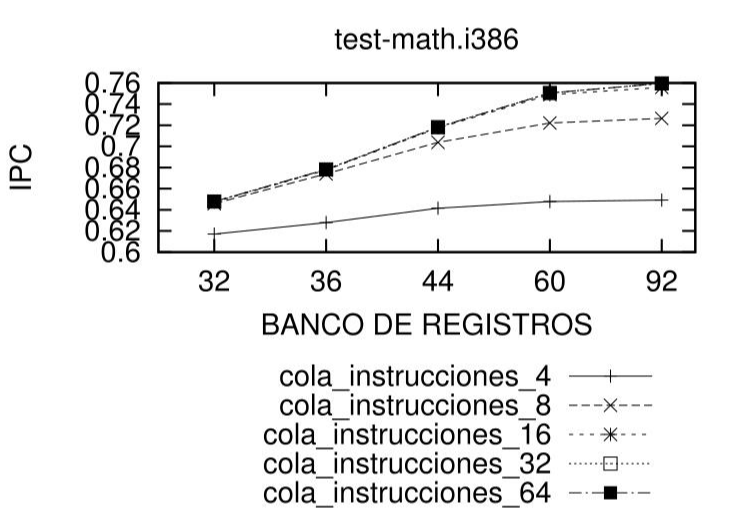 test-math.i386
0.76
0.74
0.72
0.7
0.68
0.66
0.64
0.62
0.6
IPC
32 36 44 60 92
BANCO DE REGISTROS
cola_instrucciones_4
cola_instrucciones_8
cola_instrucciones_16
cola_instrucciones_32
cola_instrucciones_64